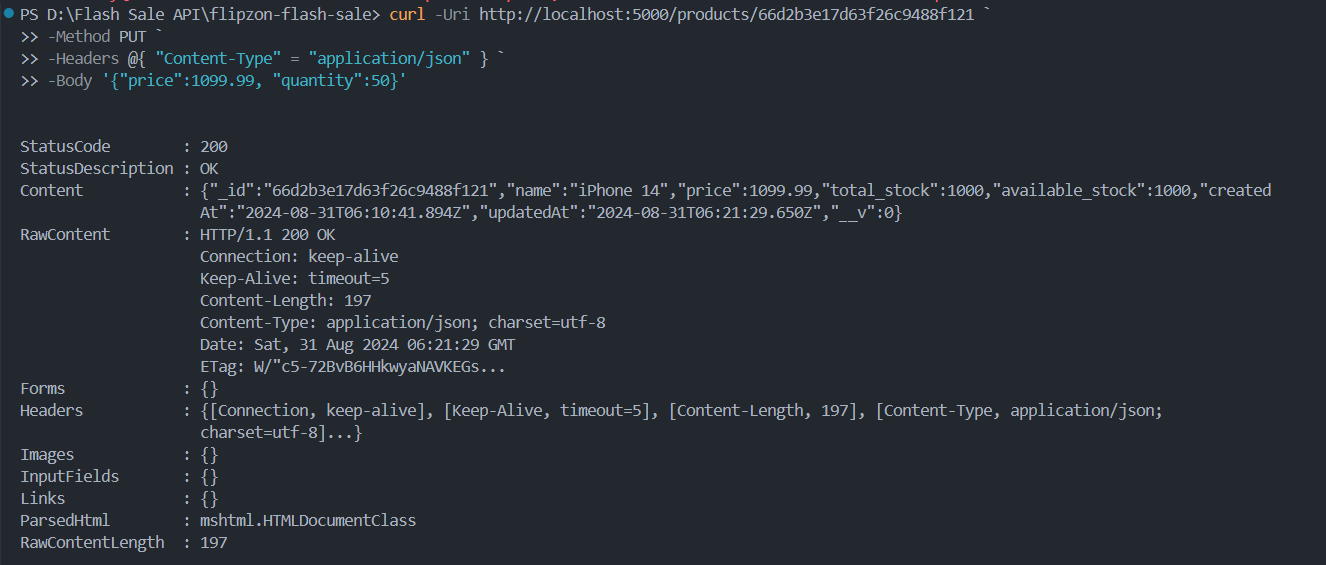 PS D:\Flash Sale API\flipzon-flash-sale> curl -Uri http://localhost:5000/products/66d2b3e17d63f26c9488f121 `
>> -Method PUT `
>> -Headers @{ "Content-Type" = "application/json" } `
>> -Body '{"price":1099.99, "quantity":50}'
StatusCode        : 200
StatusDescription : OK
Content           : {"_id":"66d2b3e17d63f26c9488f121","name":"iPhone 14","price":1099.99,"total_stock":1000,"available_stock":1000,"created
At":"2024-08-31T06:10:41.894Z","updatedAt":"2024-08-31T06:21:29.650Z","__v":0}
RawContent        : HTTP/1.1 200 OK
Connection: keep-alive
Keep-Alive: timeout=5
Content-Length: 197
Content-Type: application/json; charset=utf-8
Date: Sat, 31 Aug 2024 06:21:29 GMT
ETag: W/"c5-72BvB6HHkwyaNAVKEGs...
Forms             : {}
Headers           : {[Connection, keep-alive], [Keep-Alive, timeout=5], [Content-Length, 197], [Content-Type, application/json;
charset=utf-8]...}
Images            : {}
InputFields       : {}
Links             : {}
ParsedHtml        : mshtml.HTMLDocumentClass
RawContentLength  : 197